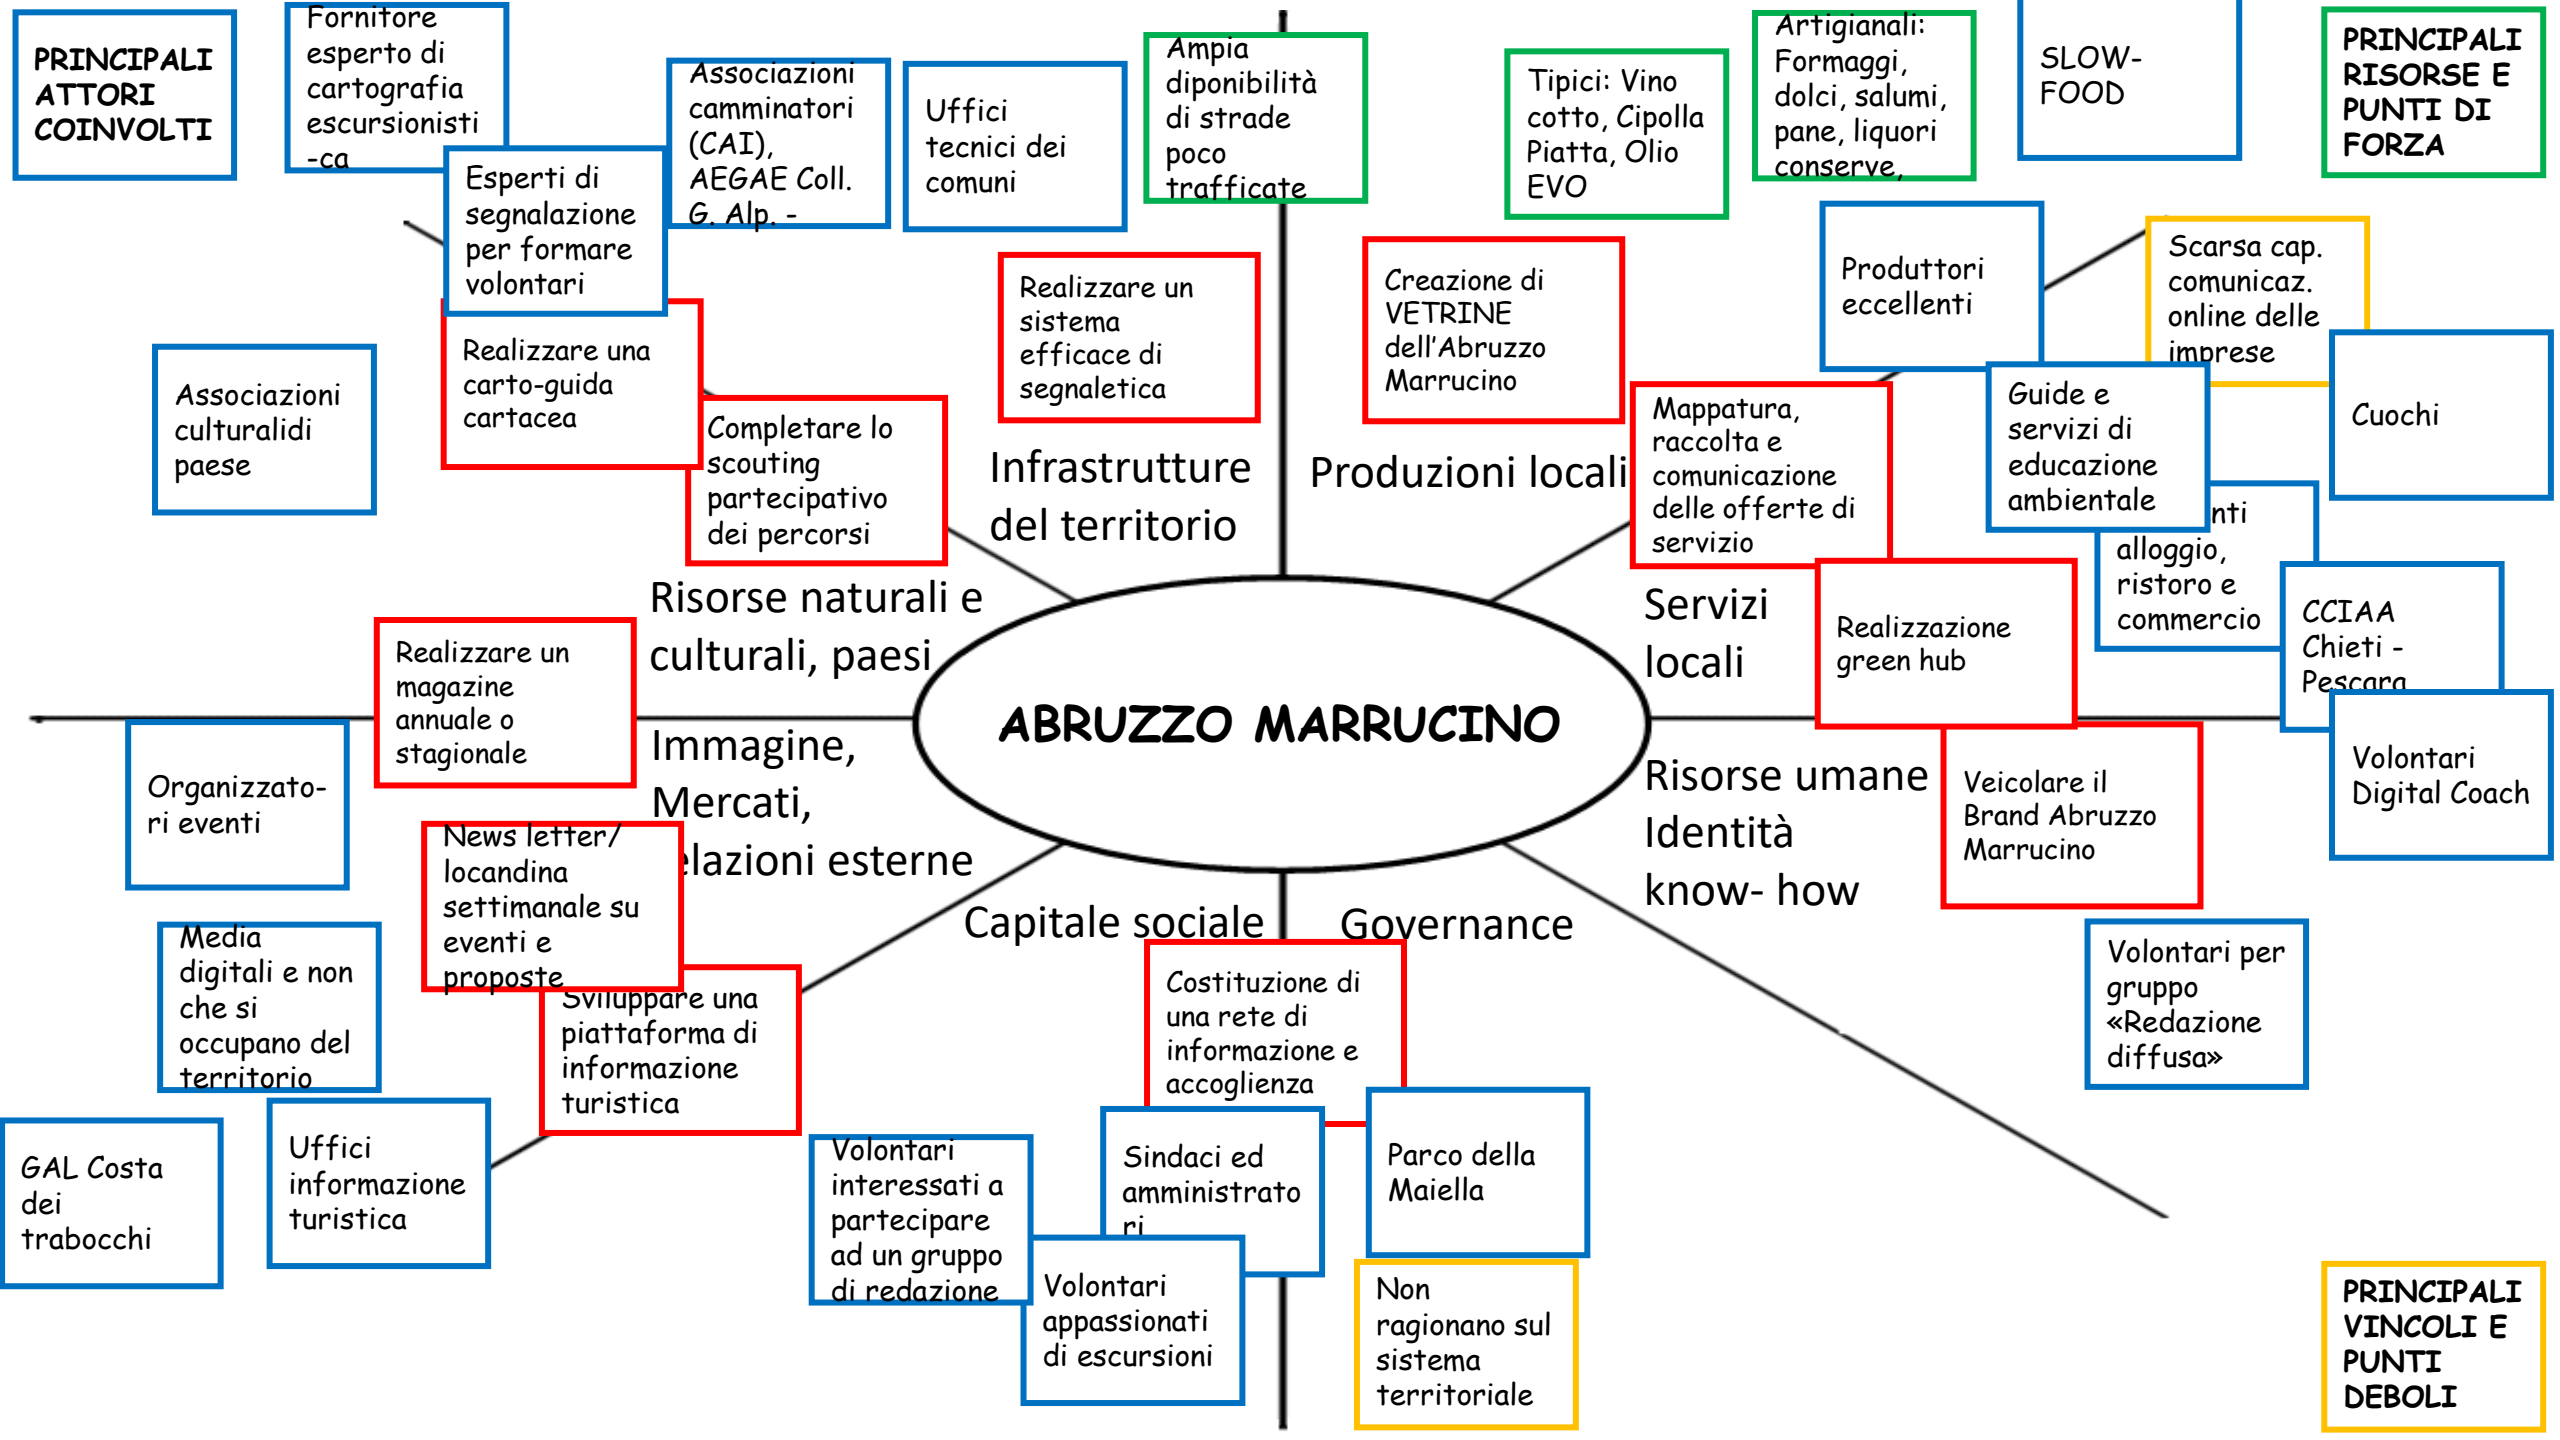 PRINCIPALI
ATTORI
COINVOLTI
Fornitore
esperto di
cartografia
escursionisti
-ca
Esperti di
segnalazione
per formare
volontari
Associazioni
camminatori
(CAI),
AEGAE Coll.
G. Alp. -
Uffici
tecnici dei
comuni
Ampia
diponibilità
di strade
poco
trafficate
Tipici: Vino
cotto, Cipolla
Piatta, Olio
EVO
Artigianali:
Formaggi,
dolci, salumi,
pane, liquori
conserve,
SLOW-
FOOD
PRINCIPALI
RISORSE E
PUNTI DI
FORZA
Realizzare una
carto-guida
cartacea
Associazioni
culturalidi
paese
Completare lo
scouting
partecipativo
dei percorsi
Realizzare un
sistema
efficace di
segnaletica
Creazione di
VETRINE
dell'Abruzzo
Marrucino
Mappatura,
raccolta e
comunicazione
delle offerte di
servizio
Produttori
eccellenti
Scarsa cap.
comunicaz.
online delle
imprese
Guide e
servizi di
educazione
ambientale
Cuochi
nti
alloggio,
ristoro e
commercio
CCIAA
Chieti -
Pescara
Infrastrutture
del territorio
Produzioni locali
Risorse naturali e
culturali, paesi
Servizi
locali
Realizzazione
green hub
Realizzare un
magazine
annuale o
stagionale
ABRUZZO MARRUCINO
Volontari
Digital Coach
Organizzato-
ri eventi
Immagine,
Mercati,
elazioni esterne
Risorse umane
Identità
know- how
Veicolare il
Brand Abruzzo
Marrucino
News letter/
locandina
settimanale su
eventi e
proposte
Capitale sociale
Governance
Media
digitali e non
che si
occupano del
territorio
Sviluppare una
piattaforma di
informazione
turistica
Costituzione di
una rete di
informazione e
accoglienza
Volontari per
gruppo
«Redazione
diffusa»
GAL Costa
dei
trabocchi
Uffici
informazione
turistica
Volontari
interessati a
partecipare
ad un gruppo
di redazione
Sindaci ed
amministrato
ri
Parco della
Maiella
Volontari
appassionati
di escursioni
Non
ragionano sul
sistema
territoriale
PRINCIPALI
VINCOLI E
PUNTI
DEBOLI